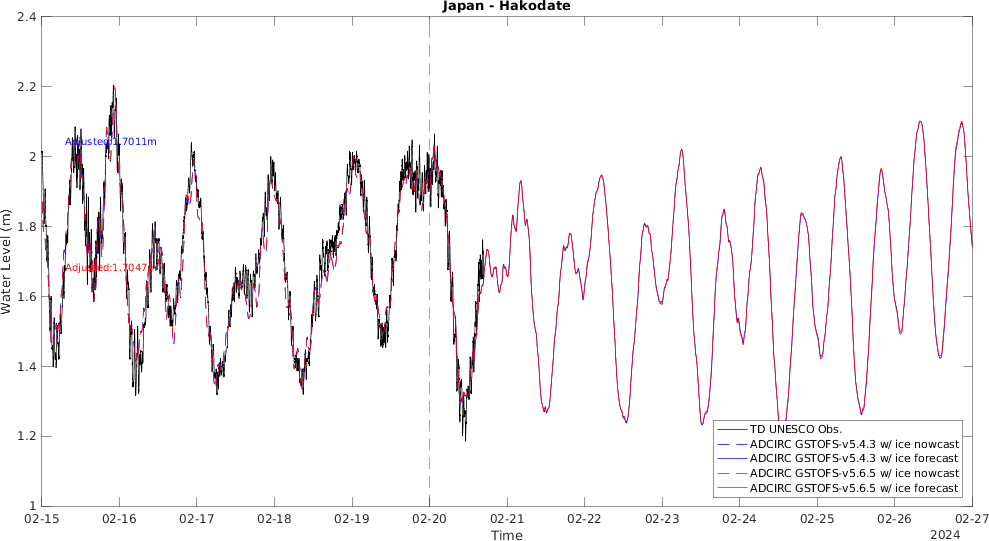 Japan - Hakodate
2.4
2.2
2
1.8
1.6
1.4
1.2
1
Water Level (m)
Adjusted:1.7011m
Adjusted:1.7047m
TD UNESCO Obs.
ADCIRC GSTOFS-v5.4.3 w/ ice nowcast
ADCIRC GSTOFS-v5.4.3 w/ ice forecast
ADCIRC GSTOFS-v5.6.5 w/ ice nowcast
ADCIRC GSTOFS-v5.6.5 w/ ice forecast
02-15 02-16 02-17 02-18 02-19 02-20 02-21 02-22 02-23 02-24 02-25 02-26 02-27
Time
2024